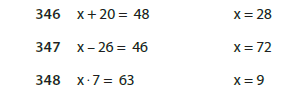 346 x + 20 = 48 x = 28
347 x – 26 = 46 x = 72
348 x · 7 = 63 x = 9